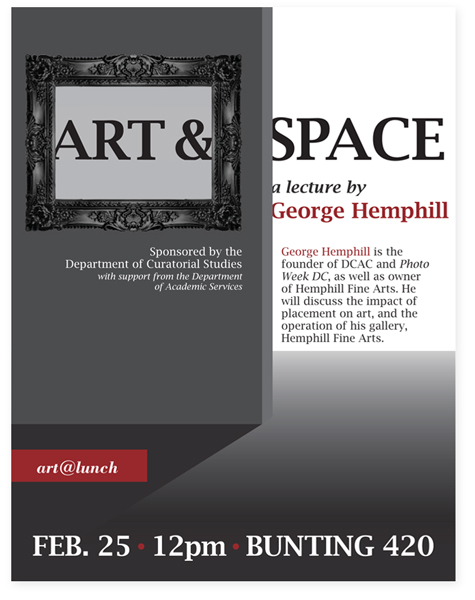 ART & SPACE
a lecture by
George Hemphill
Sponsored by the
Department of Curatorial Studies
with support from the Department
of Academic Services
George Hemphill is the
founder of DCAC and Photo
Week DC, as well as owner
of Hemphill Fine Arts. He
will discuss the impact of
placement on art, and the
operation of his gallery,
Hemphill Fine Arts.
art@lunch
FEB. 25 • 12pm • BUNTING 420